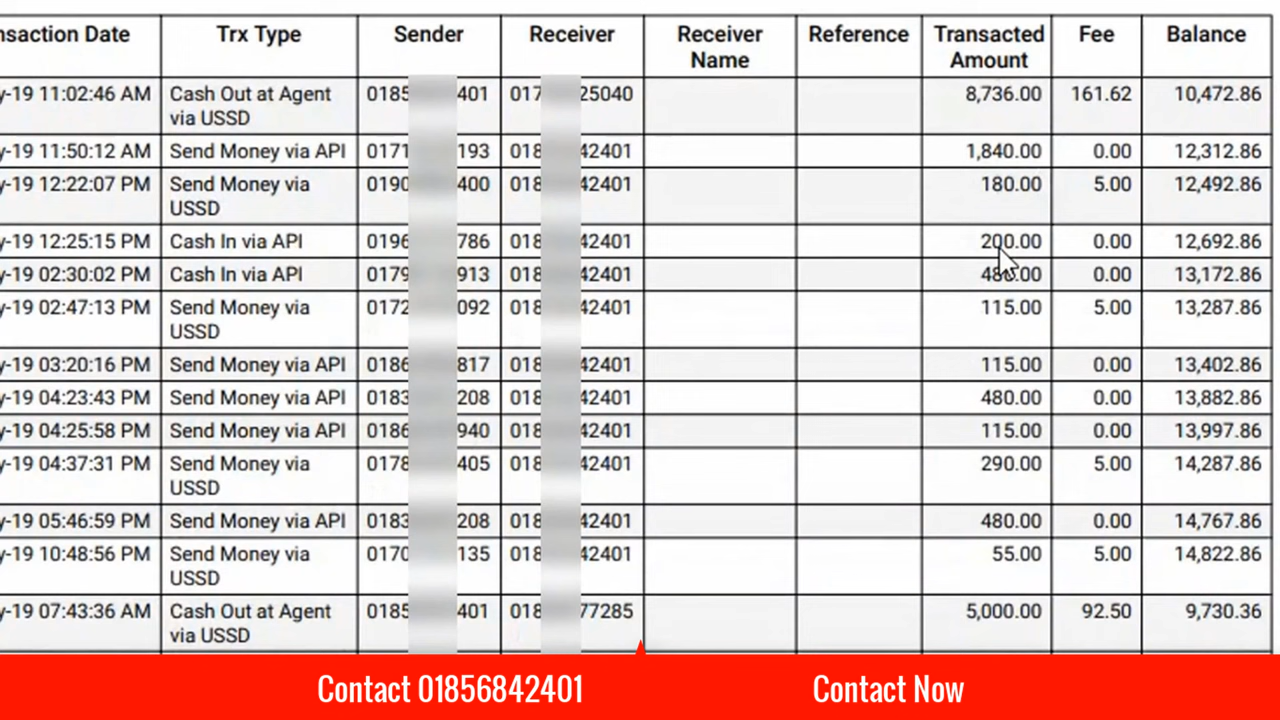 nsaction Date Trx Type Sender Receiver Receiver Name Reference Transacted Amount Fee Balance
y-19 11:02:46 AM Cash Out at Agent via USSD 0185 401 017 25040 8,736.00 161.62 10,472.86
y-19 11:50:12 AM Send Money via API 0171 193 018 42401 1,840.00 0.00 12,312.86
y-19 12:22:07 PM Send Money via USSD 0190 400 018 42401 180.00 5.00 12,492.86
y-19 12:25:15 PM Cash In via API 0196 786 018 42401 200.00 0.00 12,692.86
y-19 02:30:02 PM Cash In via API 0179 913 018 42401 480.00 0.00 13,172.86
y-19 02:47:13 PM Send Money via USSD 0172 092 018 42401 115.00 5.00 13,287.86
y-19 03:20:16 PM Send Money via API 0186 817 018 42401 115.00 0.00 13,402.86
y-19 04:23:43 PM Send Money via API 0183 208 018 42401 480.00 0.00 13,882.86
y-19 04:25:58 PM Send Money via API 0186 940 018 42401 115.00 0.00 13,997.86
y-19 04:37:31 PM Send Money via USSD 0178 405 018 42401 290.00 5.00 14,287.86
y-19 05:46:59 PM Send Money via API 0183 208 018 42401 480.00 0.00 14,767.86
y-19 10:48:56 PM Send Money via USSD 0170 135 018 42401 55.00 5.00 14,822.86
y-19 07:43:36 AM Cash Out at Agent via USSD 0185 401 018 77285 5,000.00 92.50 9,730.36
Contact 01856842401 Contact Now